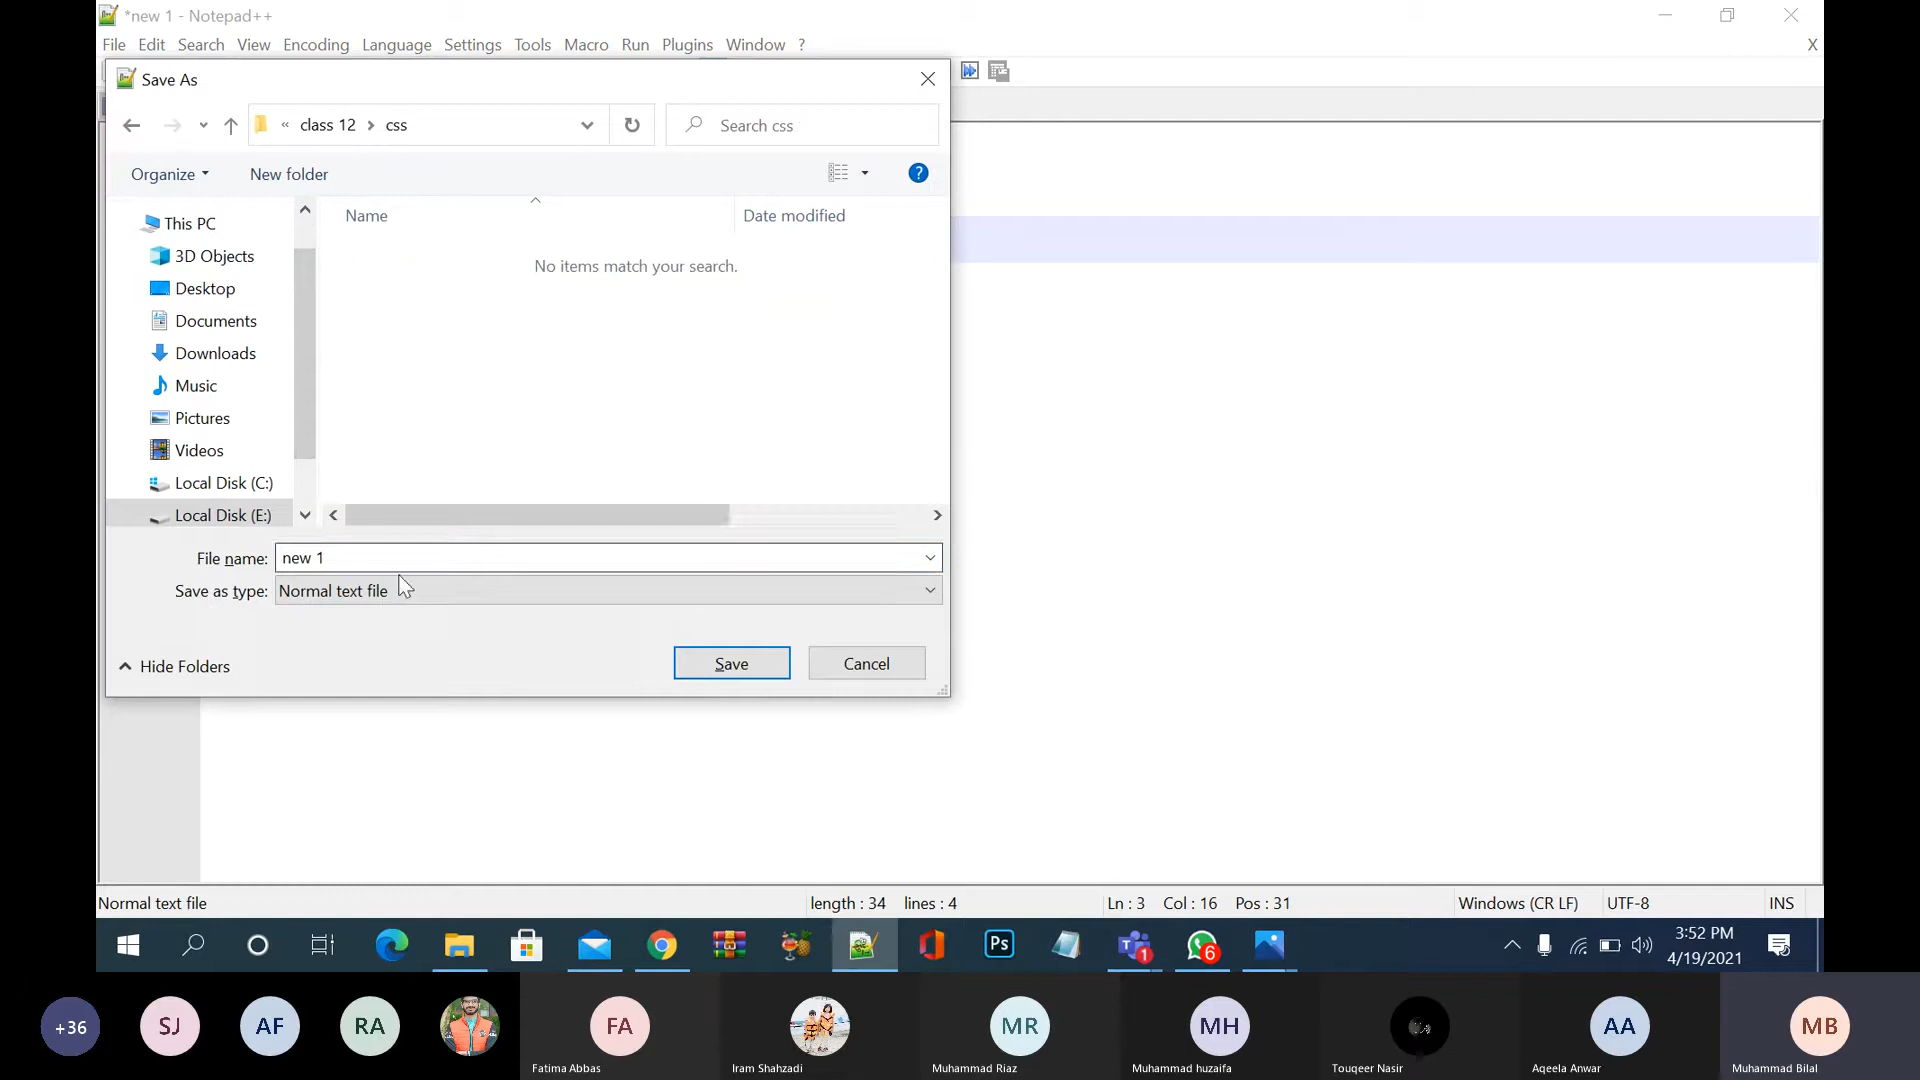 *new 1 - Notepad++
File Edit Search View Encoding Language Settings Tools Macro Run Plugins Window ? X
Save As
« class 12 > css
Search css
Organize New folder ?
Name Date modified
No items match your search.
This PC
3D Objects
Desktop
Documents
Downloads
Music
Pictures
Videos
Local Disk (C:)
Local Disk (E:)
File name: new 1
Save as type: Normal text file
Hide Folders Save Cancel
Normal text file length : 34 lines : 4 Ln : 3 Col : 16 Pos : 31 Windows (CR LF) UTF-8 INS
Ps 1 6 3:52 PM
4/19/2021
+36 SJ AF RA FA MR MH AA MB
Fatima Abbas Iram Shahzadi Muhammad Riaz Muhammad huzaifa Touqeer Nasir Aqeela Anwar Muhammad Bilal